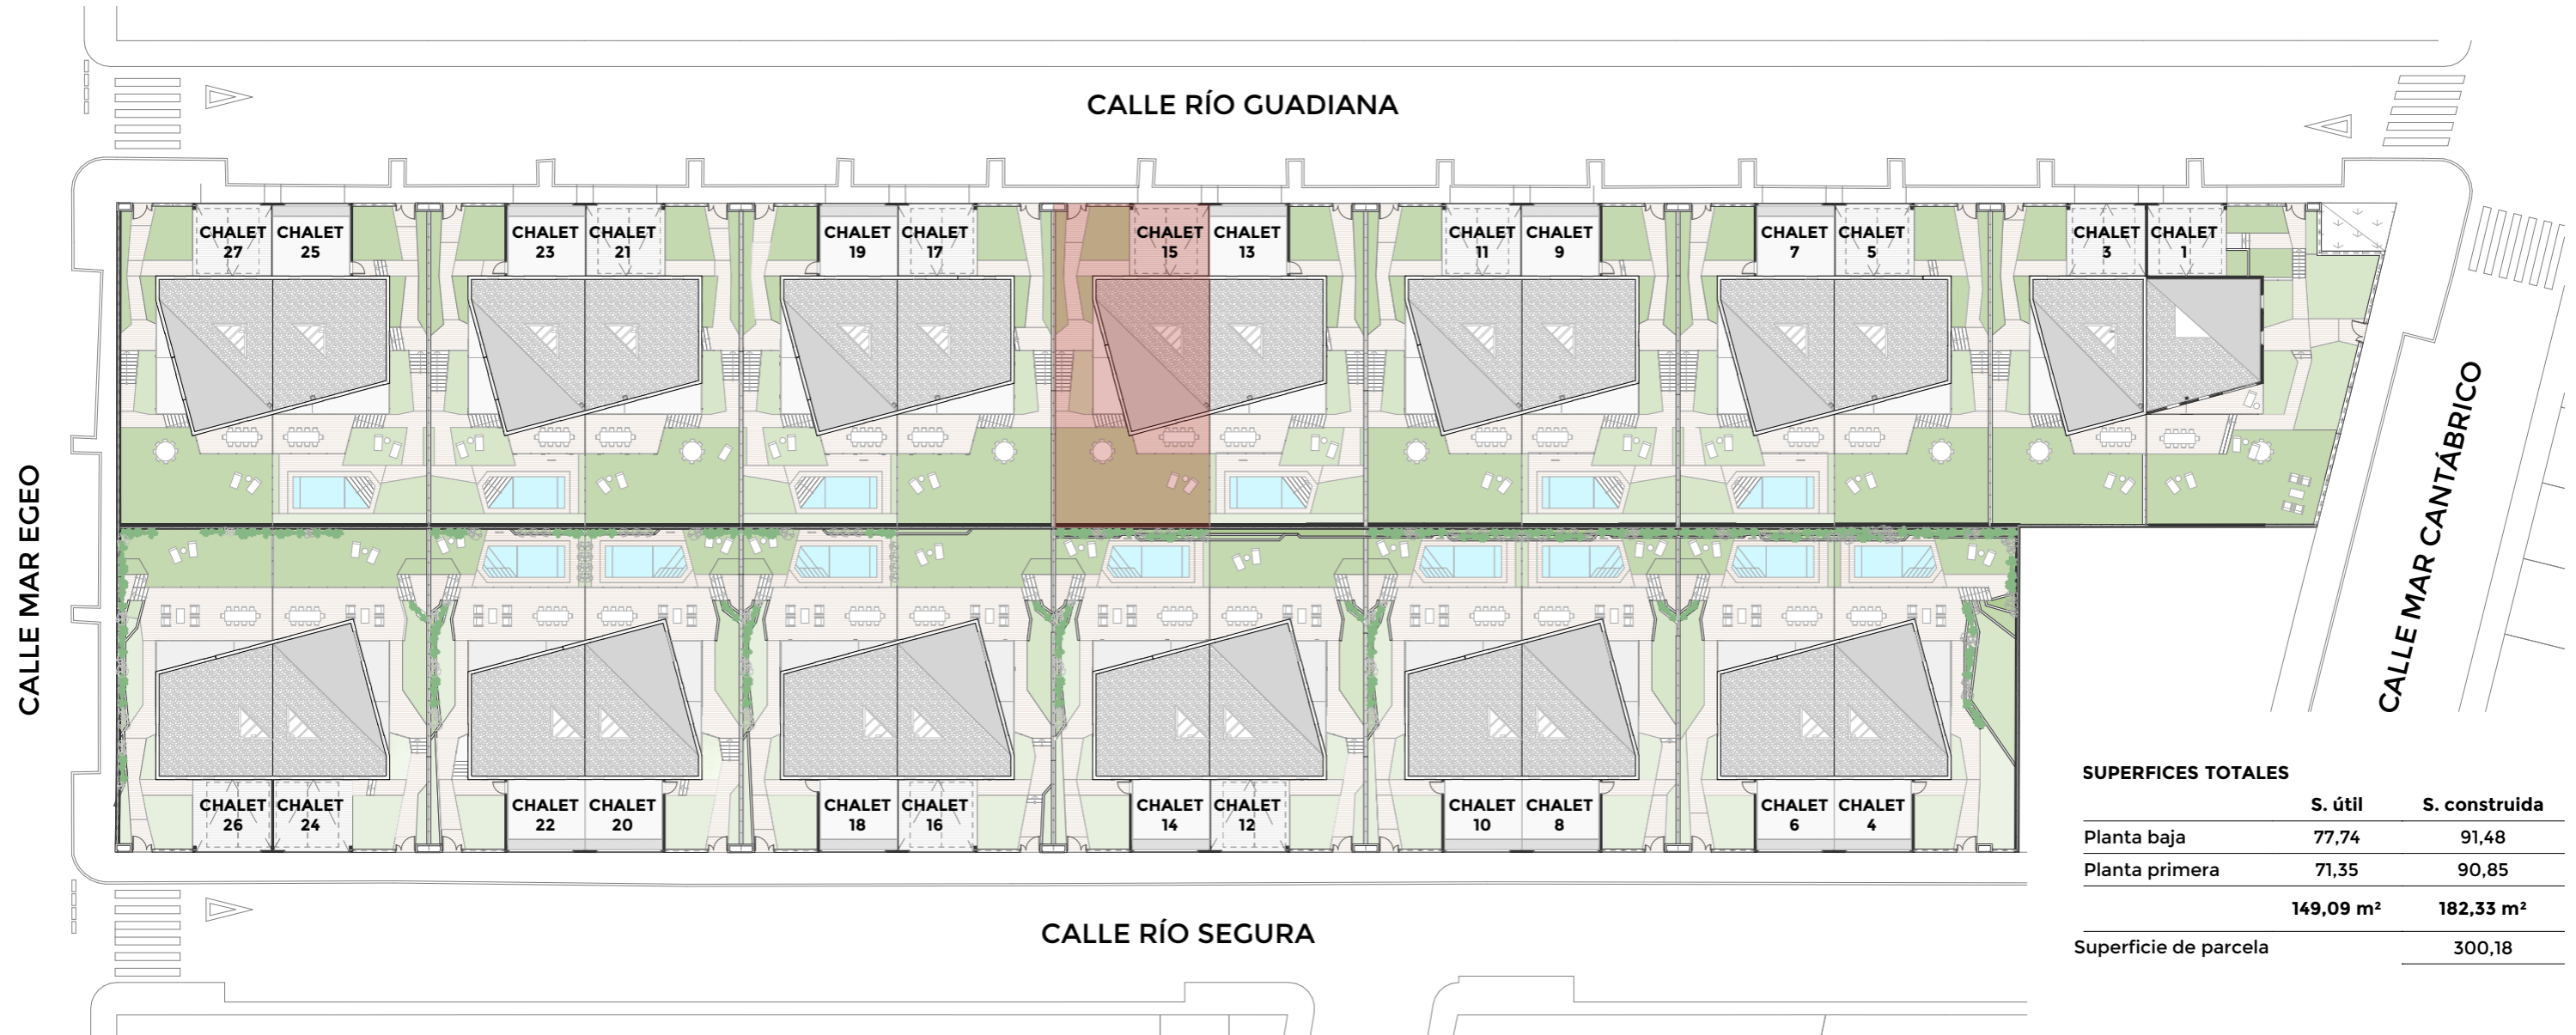 CALLE RÍO GUADIANA
CHALET 27
CHALET 25
CHALET 23
CHALET 21
CHALET 19
CHALET 17
CHALET 15
CHALET 13
CHALET 11
CHALET 9
CHALET 7
CHALET 5
CHALET 3
CHALET 1
CALLE MAR EGEO
CALLE MAR CANTÁBRICO
CHALET 26
CHALET 24
CHALET 22
CHALET 20
CHALET 18
CHALET 16
CHALET 14
CHALET 12
CHALET 10
CHALET 8
CHALET 6
CHALET 4
CALLE RÍO SEGURA
SUPERFICES TOTALES
S. útil S. construida
Planta baja 77,74 91,48
Planta primera 71,35 90,85
149,09 m² 182,33 m²
Superficie de parcela 300,18